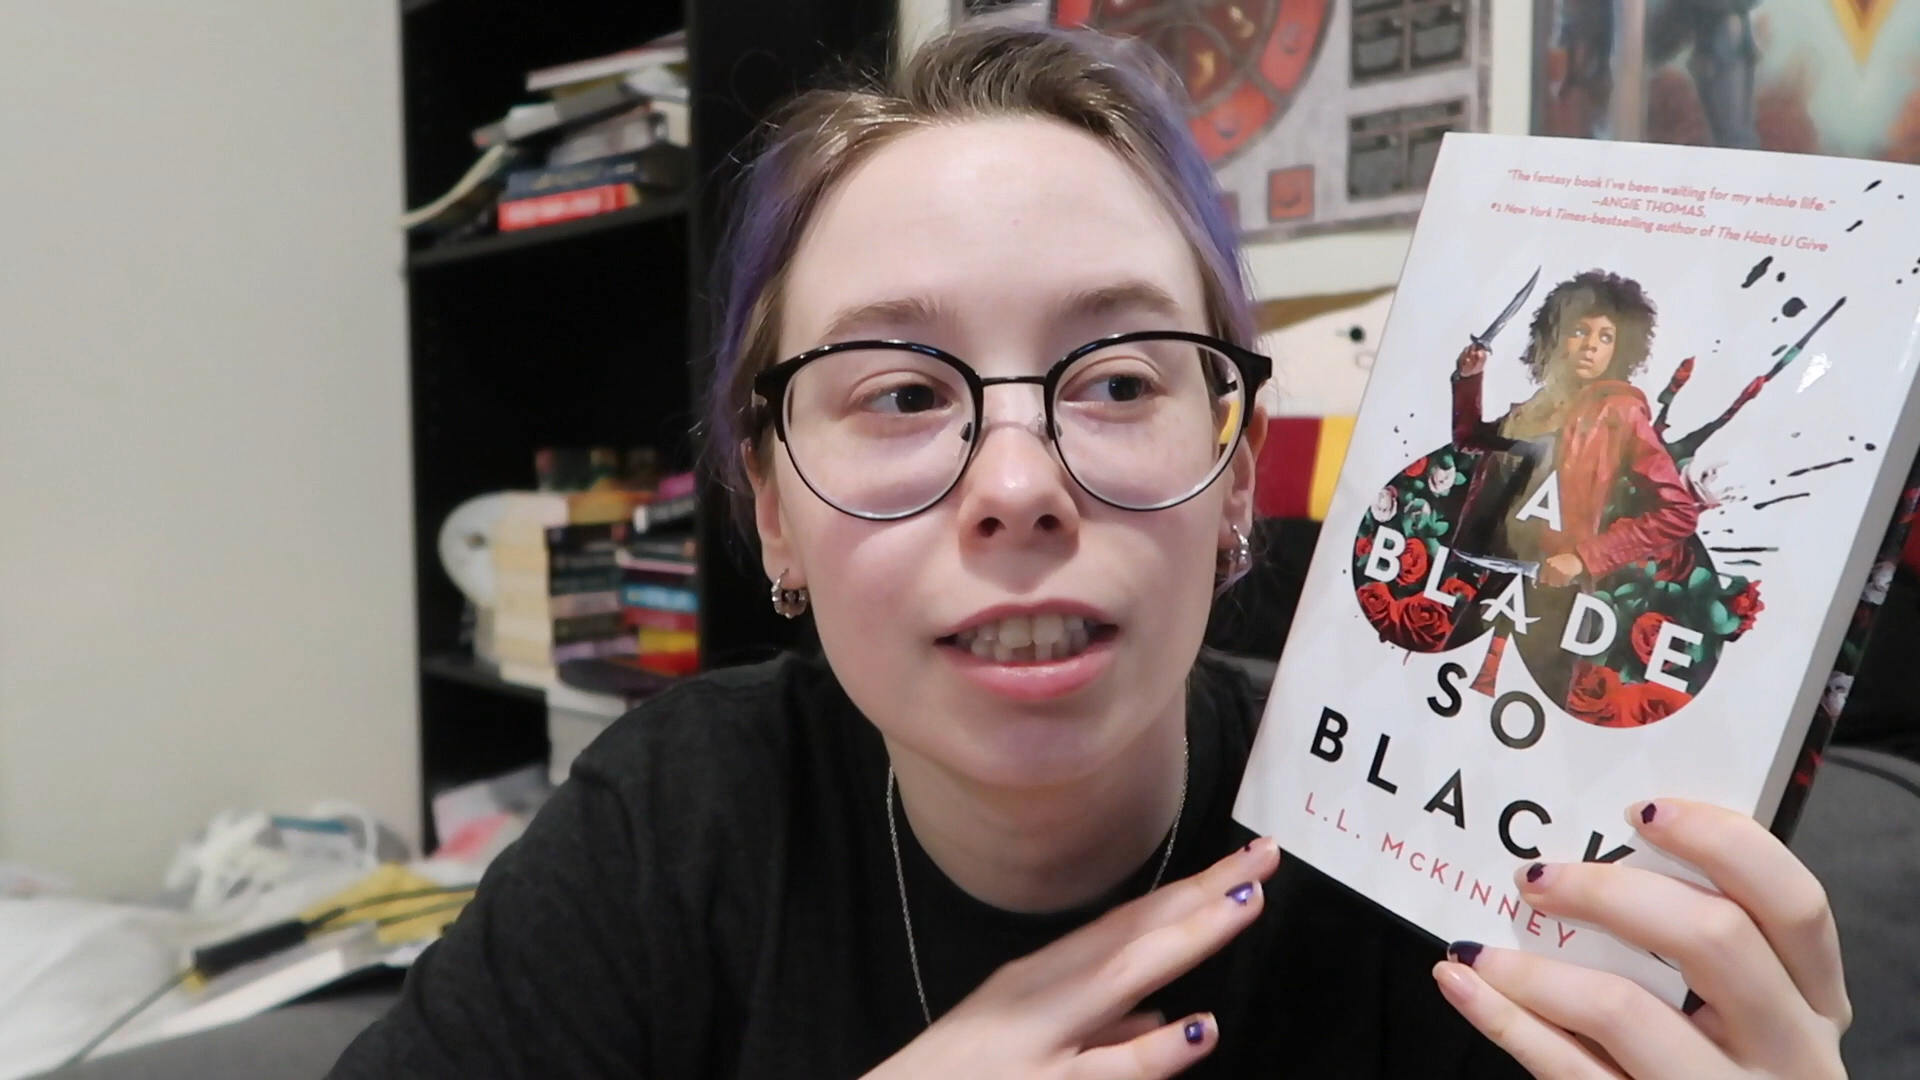 "The fantasy book I've been waiting for my whole life."
—ANGIE THOMAS,
#1 New York Times-bestselling author of The Hate U Give
A
BLADE
SO
BLACK
L.L. McKINNEY